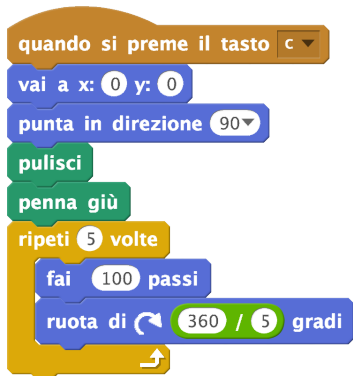 quando si preme il tasto c
vai a x: 0 y: 0
punta in direzione 90
pulisci
penna giù
ripeti 5 volte
fai 100 passi
ruota di 360 / 5 gradi